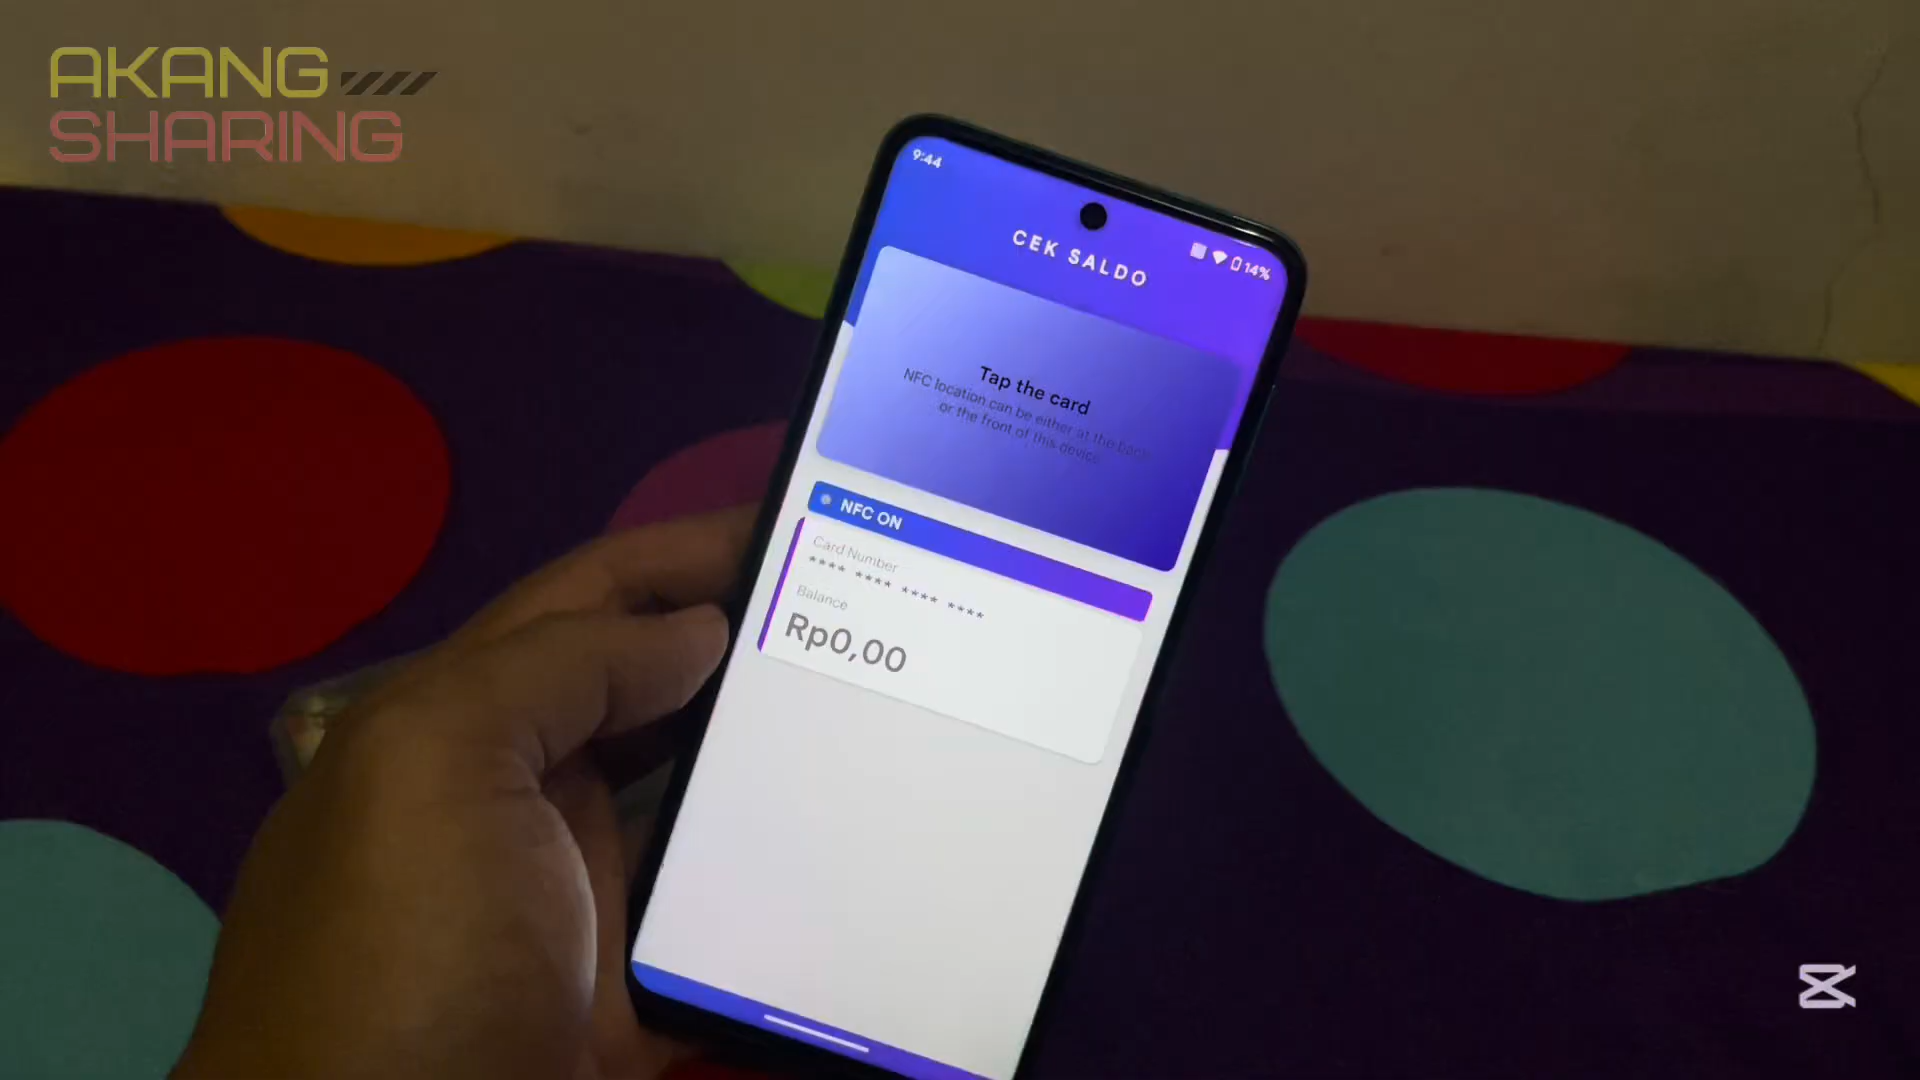 AKANG
SHARING
9:44
14%
CEK SALDO
Tap the card
NFC location can be either at the back
or the front of this device
NFC ON
Card Number
**** **** **** ****
Balance
Rp0,00